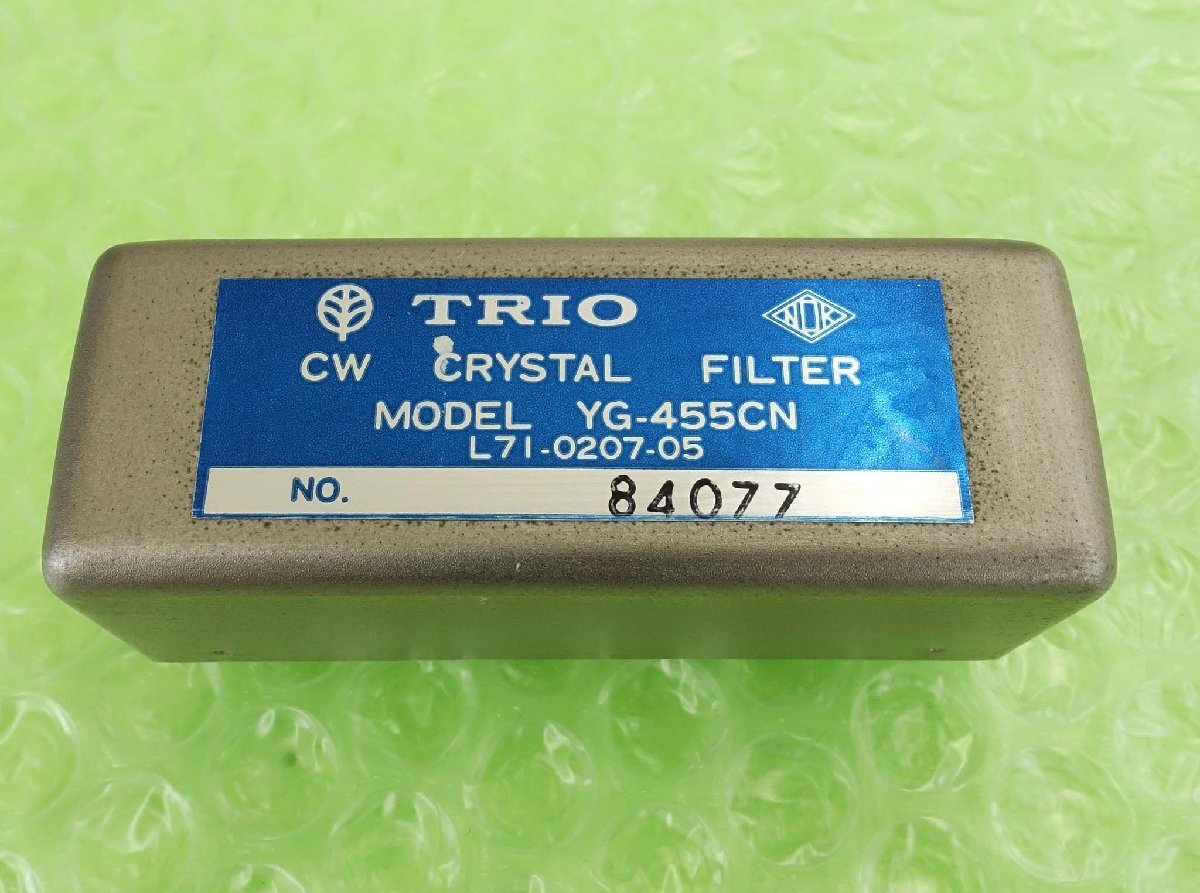 TRIO NDK
CW CRYSTAL FILTER
MODEL YG-455CN
L71-0207-05
NO. 84077